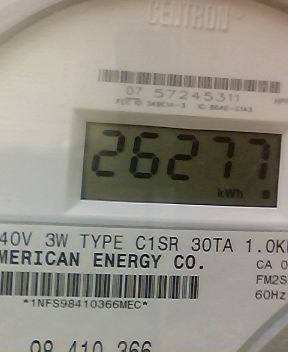 CENTRON
07 57245311
26277
kWh
40V 3W TYPE C1SR 30TA 1.0K
MERICAN ENERGY CO.
CA 0
FM2S
60Hz
*1NFS98410366MEC*
98 410 366